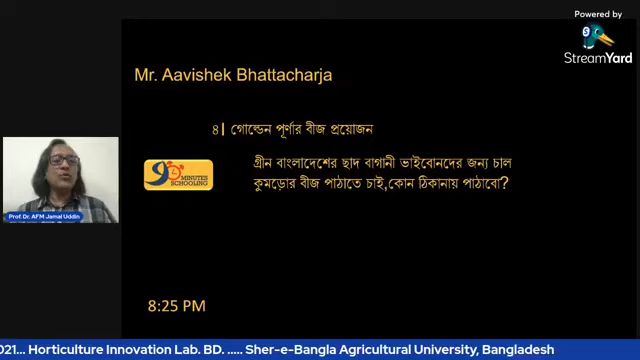 Powered by
StreamYard
Mr. Aavishek Bhattacharja
৪| গোল্ডেন পূর্ণার বীজ প্রয়োজন
গ্রীন বাংলাদেশের ছাদ বাগানী ভাইবোনদের জন্য চাল
কুমড়োর বীজ পাঠাতে চাই,কোন ঠিকানায় পাঠাবো?
9 MINUTES
SCHOOLING
Prof. Dr. AFM Jamal Uddin
8:25 PM
021... Horticulture Innovation Lab. BD. ..... Sher-e-Bangla Agricultural University, Bangladesh